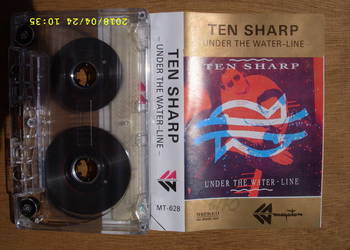 2018/04/24 10:35
TEN SHARP
- UNDER THE WATER-LINE -
MT-628
TEN SHARP
UNDER THE WATER-LINE
TEN SHARP
UNDER THE WATER-LINE
STEREO